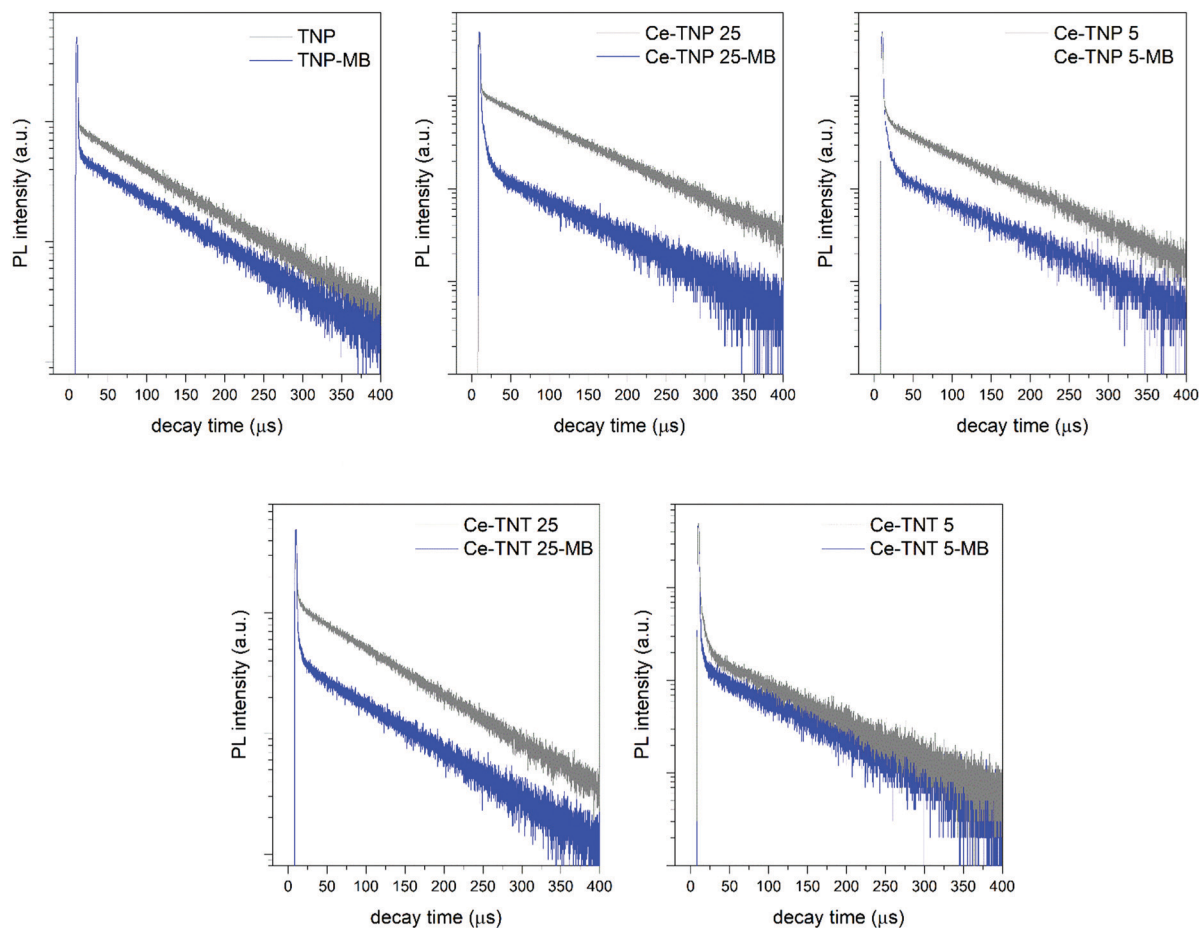 TNP
TNP-MB
PL intensity (a.u.)
0 50 100 150 200 250 300 350 400
decay time (μs)
Ce-TNP 25
Ce-TNP 25-MB
PL intensity (a.u.)
0 50 100 150 200 250 300 350 400
decay time (μs)
Ce-TNP 5
Ce-TNP 5-MB
PL intensity (a.u.)
0 50 100 150 200 250 300 350 400
decay time (μs)
Ce-TNT 25
Ce-TNT 25-MB
PL intensity (a.u.)
0 50 100 150 200 250 300 350 400
decay time (μs)
Ce-TNT 5
Ce-TNT 5-MB
PL intensity (a.u.)
0 50 100 150 200 250 300 350 400
decay time (μs)